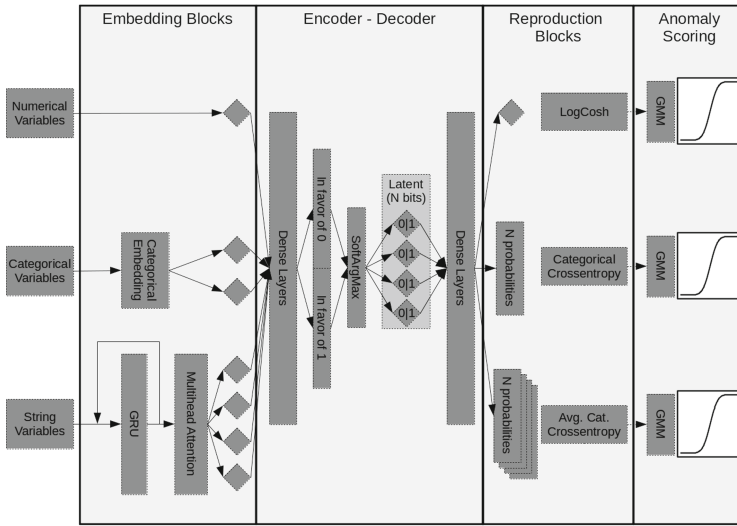 Embedding Blocks
Encoder - Decoder
Reproduction
Blocks
Anomaly
Scoring
Numerical
Variables
LogCosh
GMM
Dense Layers
In favor of 0
In favor of 1
SoftArgMax
Latent
(N bits)
0|1
0|1
0|1
0|1
Dense Layers
Categorical
Variables
Categorical
Embedding
N probabilities
Categorical
Crossentropy
GMM
String
Variables
GRU
Multihead Attention
N probabilities
Avg. Cat.
Crossentropy
GMM